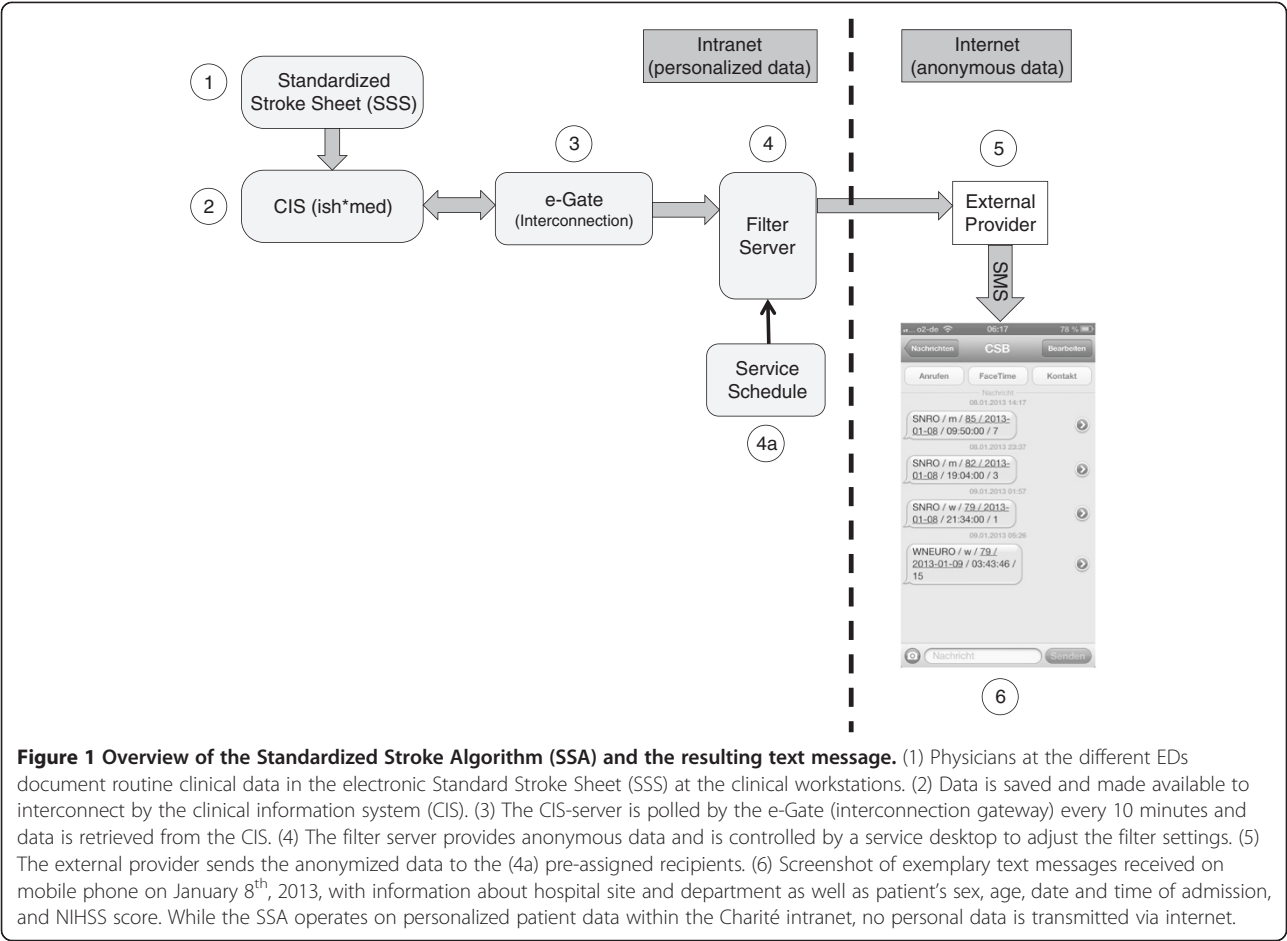 Intranet
(personalized data)
Internet
(anonymous data)
1
Standardized
Stroke Sheet (SSS)
2
CIS (ish*med)
3
e-Gate
(Interconnection)
4
Filter
Server
5
External
Provider
SMS
Service
Schedule
4a
.... o2-de 06:17 78 %
Nachrichten CSB Bearbeiten
Anrufen FaceTime Kontakt
Nachricht
08.01.2013 14:17
SNRO / m / 85 / 2013-
01-08 / 09:50:00 / 7
08.01.2013 23:37
SNRO / m / 82 / 2013-
01-08 / 19:04:00 / 3
09.01.2013 01:57
SNRO / w / 79 / 2013-
01-08 / 21:34:00 / 1
09.01.2013 05:26
WNEURO / w / 79 /
2013-01-09 / 03:43:46 /
15
Nachricht Senden
6
Figure 1 Overview of the Standardized Stroke Algorithm (SSA) and the resulting text message. (1) Physicians at the different EDs
document routine clinical data in the electronic Standard Stroke Sheet (SSS) at the clinical workstations. (2) Data is saved and made available to
interconnect by the clinical information system (CIS). (3) The CIS-server is polled by the e-Gate (interconnection gateway) every 10 minutes and
data is retrieved from the CIS. (4) The filter server provides anonymous data and is controlled by a service desktop to adjust the filter settings. (5)
The external provider sends the anonymized data to the (4a) pre-assigned recipients. (6) Screenshot of exemplary text messages received on
mobile phone on January 8th, 2013, with information about hospital site and department as well as patient's sex, age, date and time of admission,
and NIHSS score. While the SSA operates on personalized patient data within the Charité intranet, no personal data is transmitted via internet.